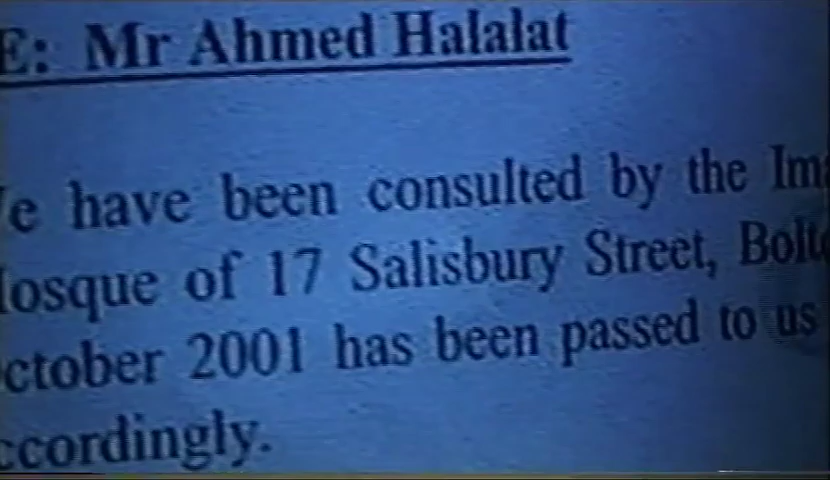 E: Mr Ahmed Halalat
e have been consulted by the Im
osque of 17 Salisbury Street, Bolt
ctober 2001 has been passed to us
ccordingly.